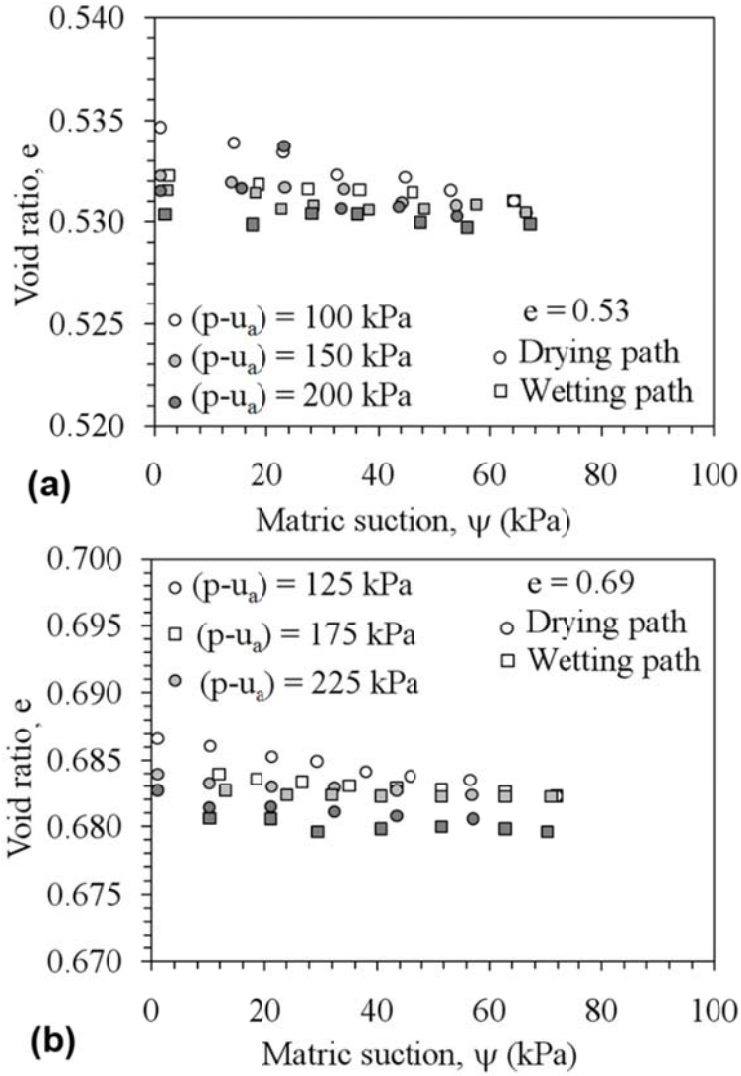 0.540
0.535
0.530
0.525
0.520
Void ratio, e
(p-uₐ) = 100 kPa
(p-uₐ) = 150 kPa
(p-uₐ) = 200 kPa
e = 0.53
Drying path
Wetting path
0 20 40 60 80 100
(a)
Matric suction, ψ (kPa)
0.700
0.695
0.690
0.685
0.680
0.675
0.670
Void ratio, e
(p-uₐ) = 125 kPa
(p-uₐ) = 175 kPa
(p-uₐ) = 225 kPa
e = 0.69
Drying path
Wetting path
0 20 40 60 80 100
(b)
Matric suction, ψ (kPa)